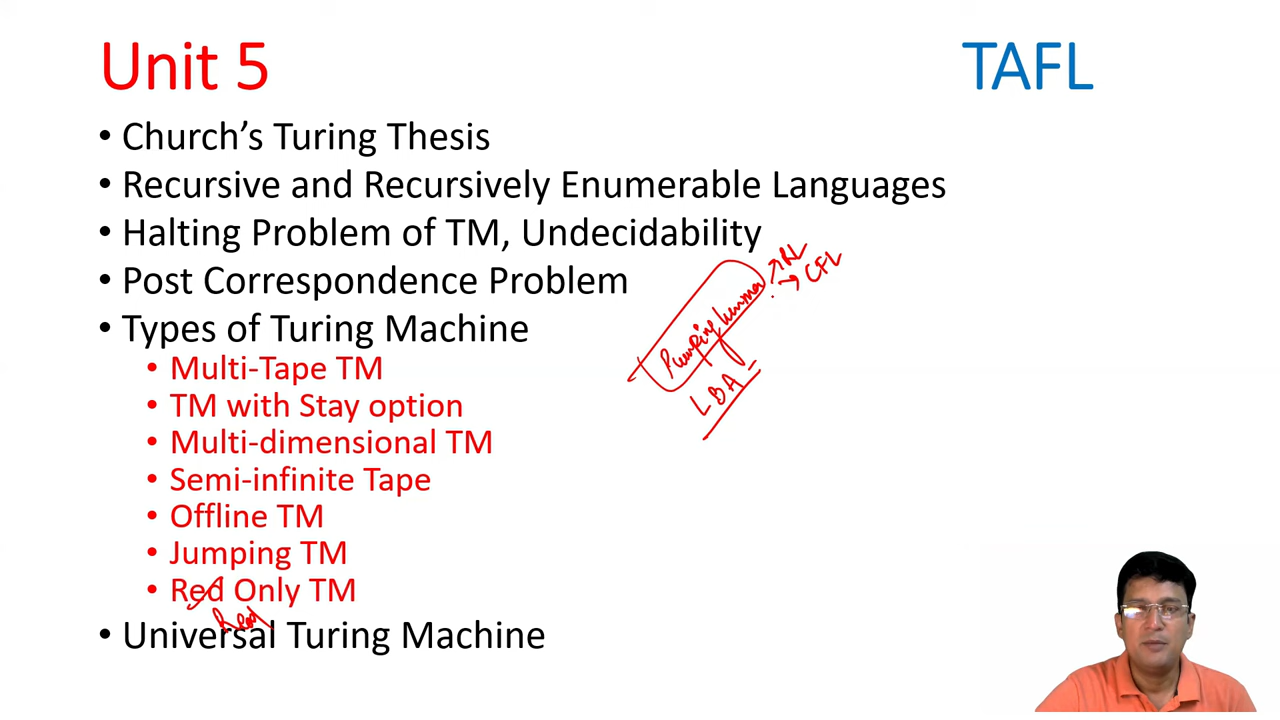 Unit 5
TAFL
• Church’s Turing Thesis
• Recursive and Recursively Enumerable Languages
• Halting Problem of TM, Undecidability
• Post Correspondence Problem
• Types of Turing Machine
• Multi-Tape TM
• TM with Stay option
• Multi-dimensional TM
• Semi-infinite Tape
• Offline TM
• Jumping TM
• Red Only TM
Read
• Universal Turing Machine
Pumping lemma
→ RL
→ CFL
LBA